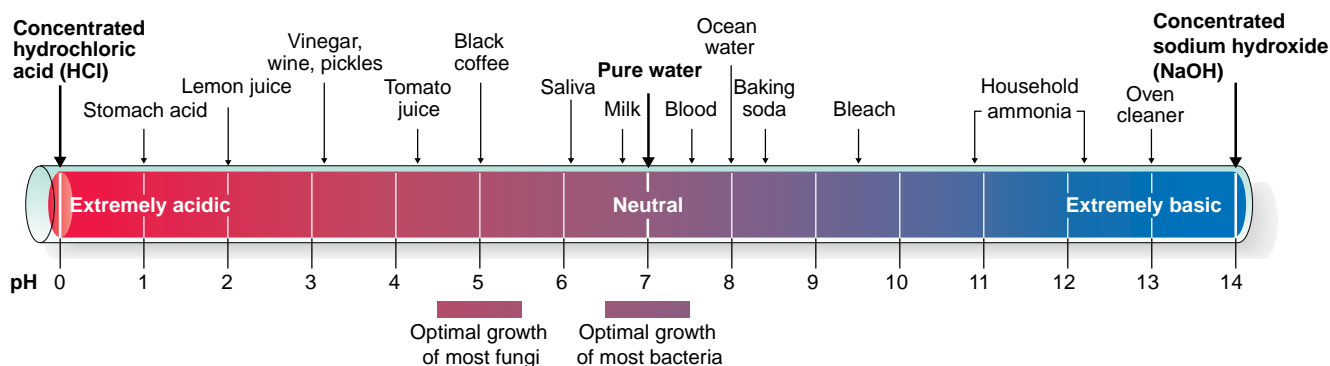 Concentrated
hydrochloric
acid (HCl)
Stomach acid
Lemon juice
Vinegar,
wine, pickles
Tomato
juice
Black
coffee
Saliva
Milk
Pure water
Blood
Ocean
water
Baking
soda
Bleach
Household
ammonia
Oven
cleaner
Concentrated
sodium hydroxide
(NaOH)
Extremely acidic
Neutral
Extremely basic
pH 0 1 2 3 4 5 6 7 8 9 10 11 12 13 14
Optimal growth
of most fungi
Optimal growth
of most bacteria